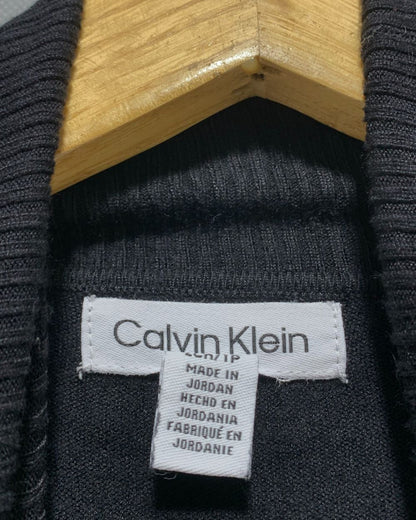 Calvin Klein
MADE IN
JORDAN
HECHO EN
JORDANIA
FABRIQUÉ EN
JORDANIE